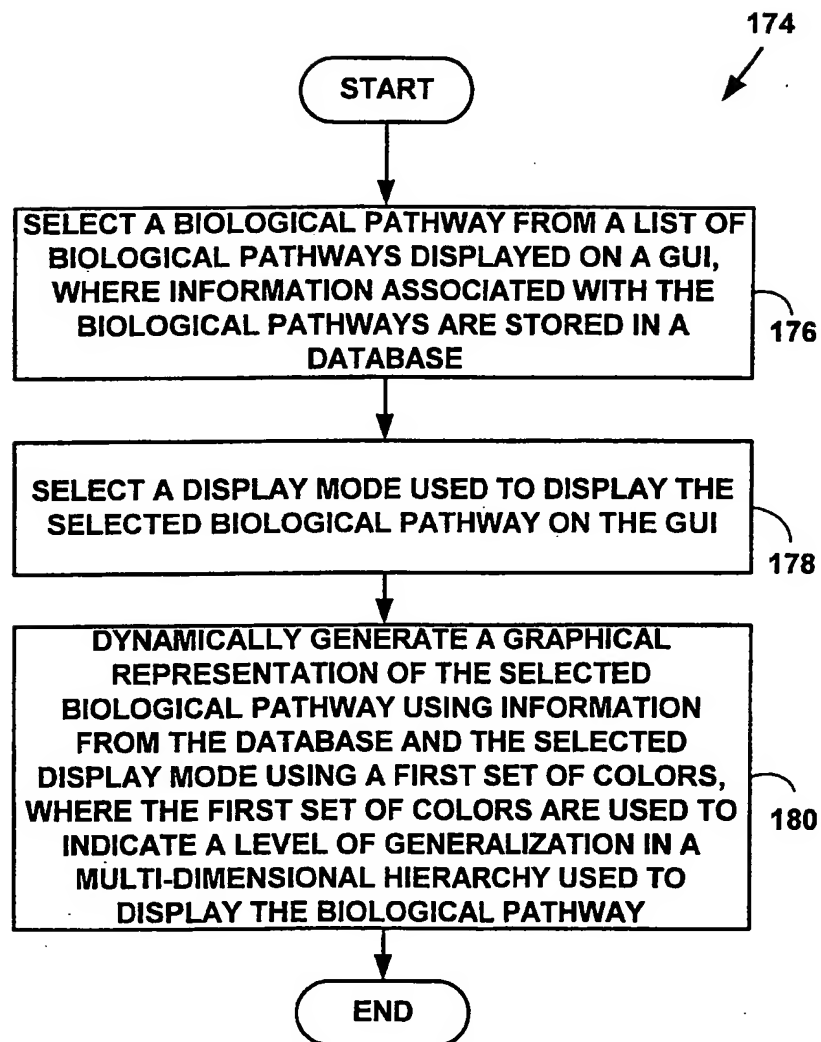 174
START
SELECT A BIOLOGICAL PATHWAY FROM A LIST OF
BIOLOGICAL PATHWAYS DISPLAYED ON A GUI,
WHERE INFORMATION ASSOCIATED WITH THE
BIOLOGICAL PATHWAYS ARE STORED IN A
DATABASE
176
SELECT A DISPLAY MODE USED TO DISPLAY THE
SELECTED BIOLOGICAL PATHWAY ON THE GUI
178
DYNAMICALLY GENERATE A GRAPHICAL
REPRESENTATION OF THE SELECTED
BIOLOGICAL PATHWAY USING INFORMATION
FROM THE DATABASE AND THE SELECTED
DISPLAY MODE USING A FIRST SET OF COLORS,
WHERE THE FIRST SET OF COLORS ARE USED TO
INDICATE A LEVEL OF GENERALIZATION IN A
MULTI-DIMENSIONAL HIERARCHY USED TO
DISPLAY THE BIOLOGICAL PATHWAY
180
END